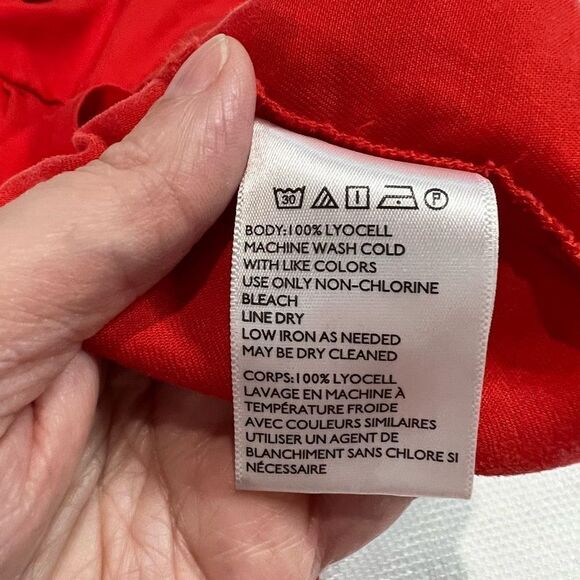 30 P
BODY:100% LYOCELL
MACHINE WASH COLD
WITH LIKE COLORS
USE ONLY NON-CHLORINE
BLEACH
LINE DRY
LOW IRON AS NEEDED
MAY BE DRY CLEANED
CORPS:100% LYOCELL
LAVAGE EN MACHINE À
TEMPÉRATURE FROIDE
AVEC COULEURS SIMILAIRES
UTILISER UN AGENT DE
BLANCHIMENT SANS CHLORE SI
NÉCESSAIRE